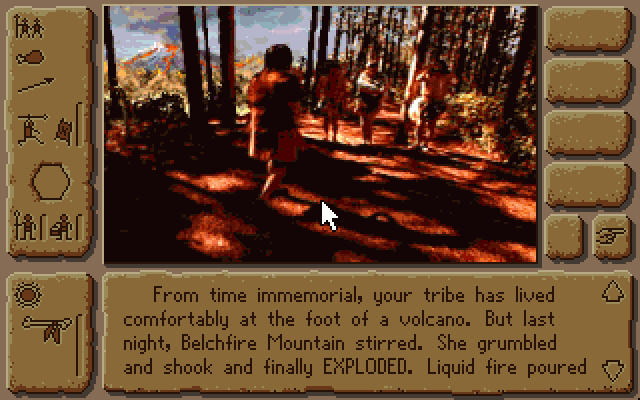 From time immemorial, your tribe has lived
comfortably at the foot of a volcano. But last
night, Belchfire Mountain stirred. She grumbled
and shook and finally EXPLODED. Liquid fire poured